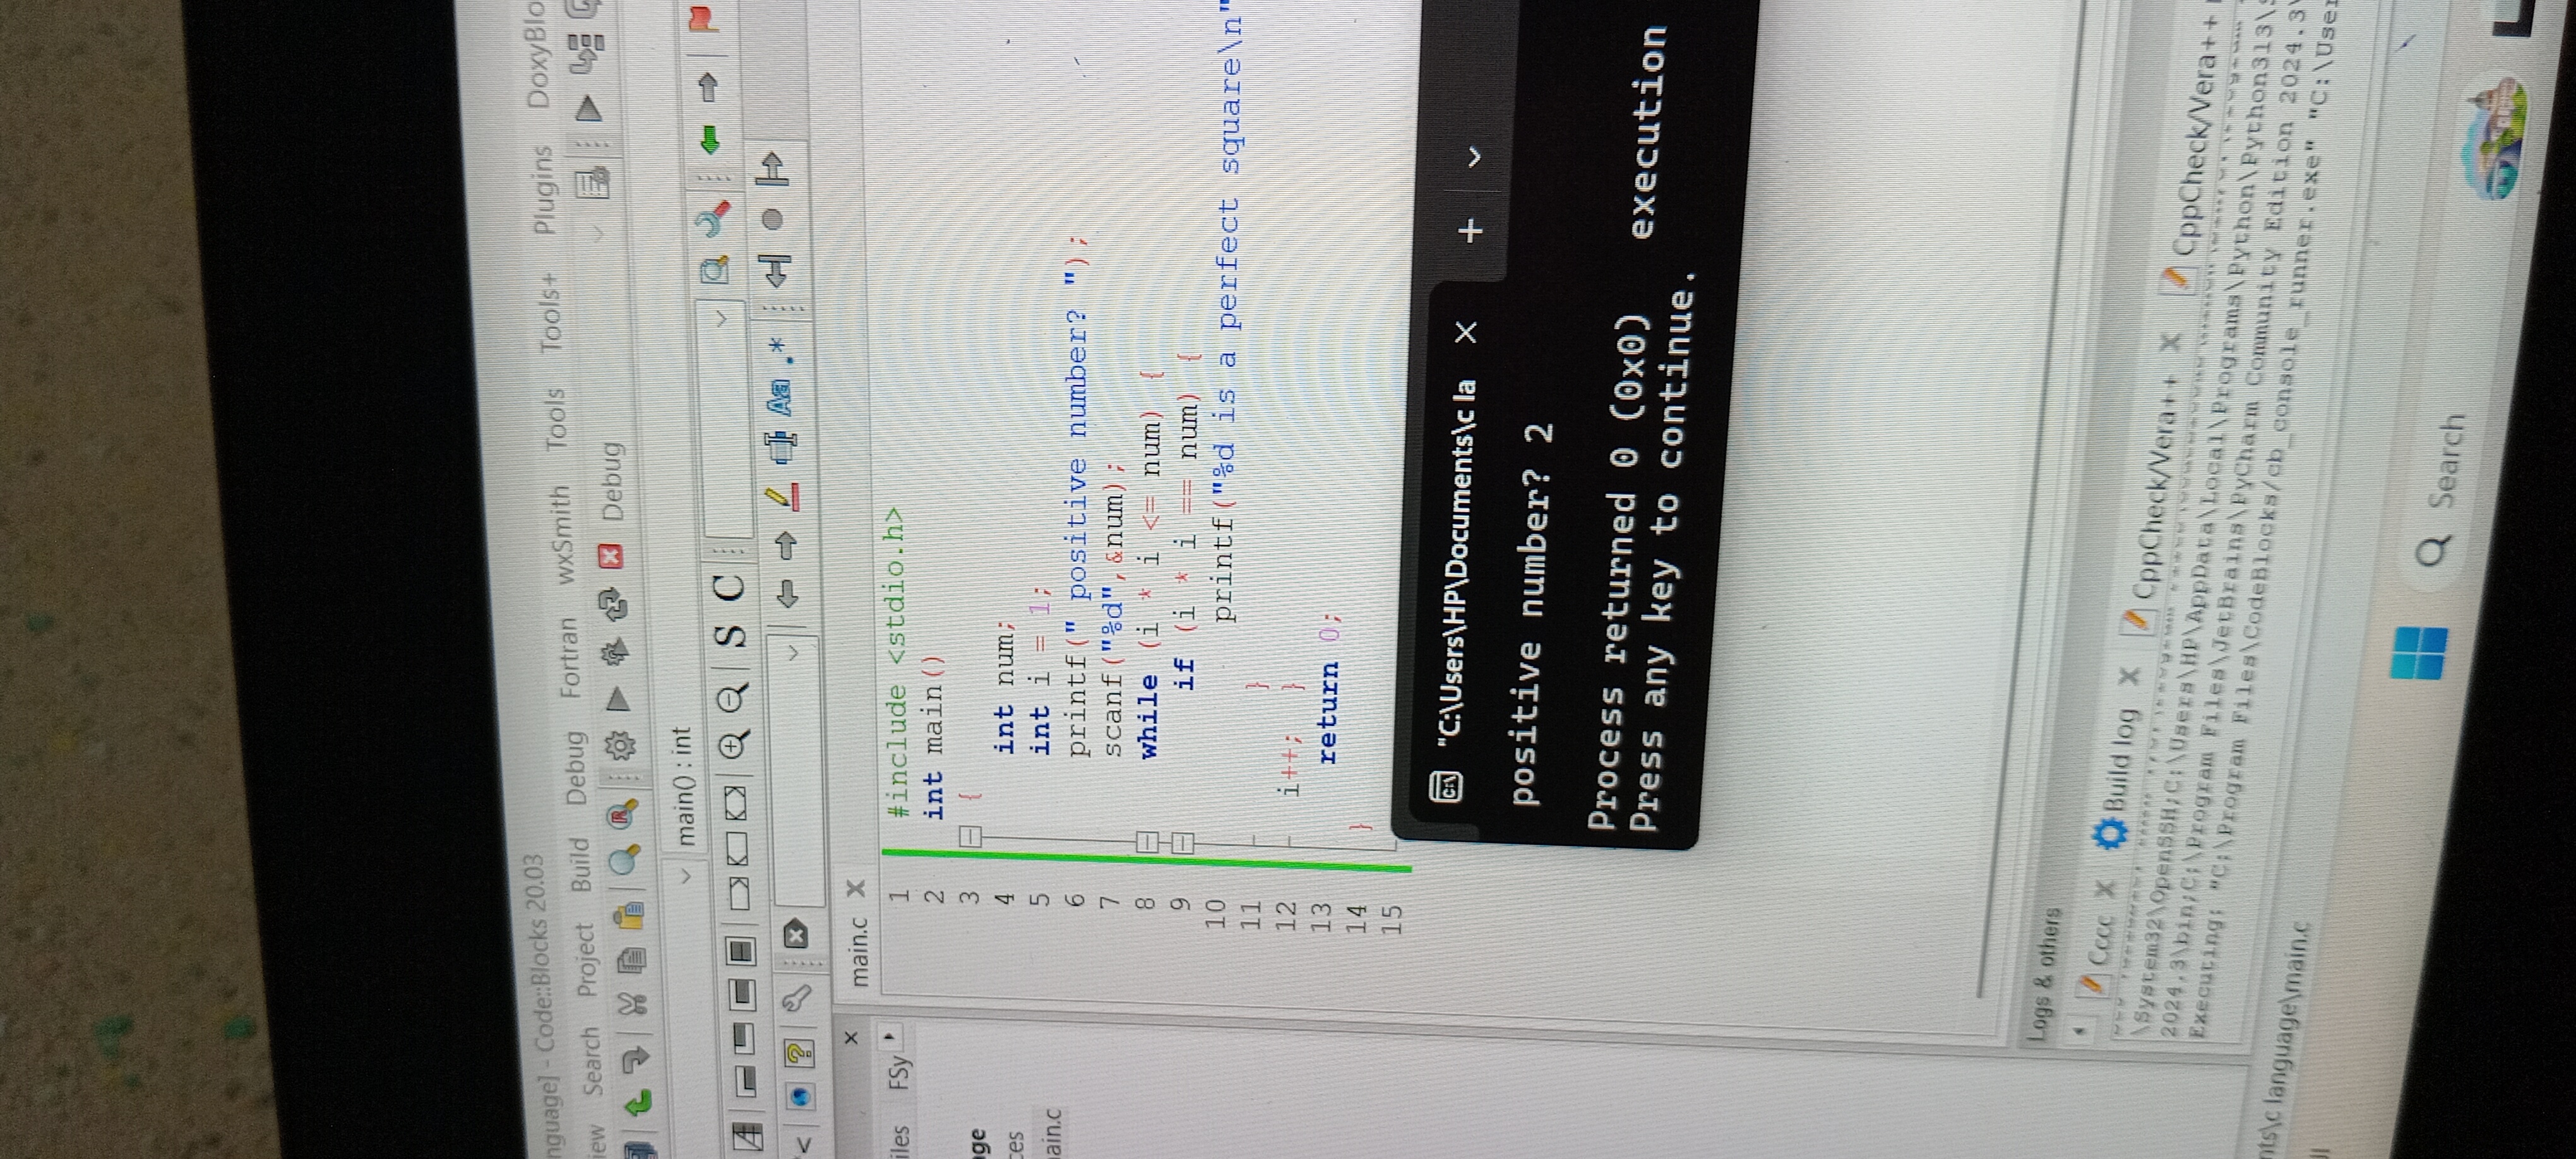 nguage] - Code::Blocks 20.03
iew Search Project Build Debug Fortran wxSmith Tools Tools+ Plugins DoxyBlo
Debug
main() : int
S C
Aa .*
main.c
iles FSy
1 #include <stdio.h>
2 int main()
3 {
4 int num;
5 int i = 1;
6 printf(" positive number? ");
7 scanf("%d",&num);
8 while (i * i <= num) {
9 if (i * i == num) {
10 printf("%d is a perfect square\n"
11 }
12 i++; }
13 return 0;
14 }
15
age
ces
ain.c
"C:\Users\HP\Documents\c la
positive number? 2
Process returned 0 (0x0) execution
Press any key to continue.
Logs & others
Cccc Build log CppCheck/Vera++ CppCheck/Vera++
\System32\OpenSSH;C:\Users\HP\AppData\Local\Programs\Python\Python313\
2024.3\bin;C:\Program Files\JetBrains\PyCharm Community Edition 2024.3\
Executing: "C:\Program Files\CodeBlocks/cb_console_runner.exe" "C:\User
nts\c language\main.c
Search